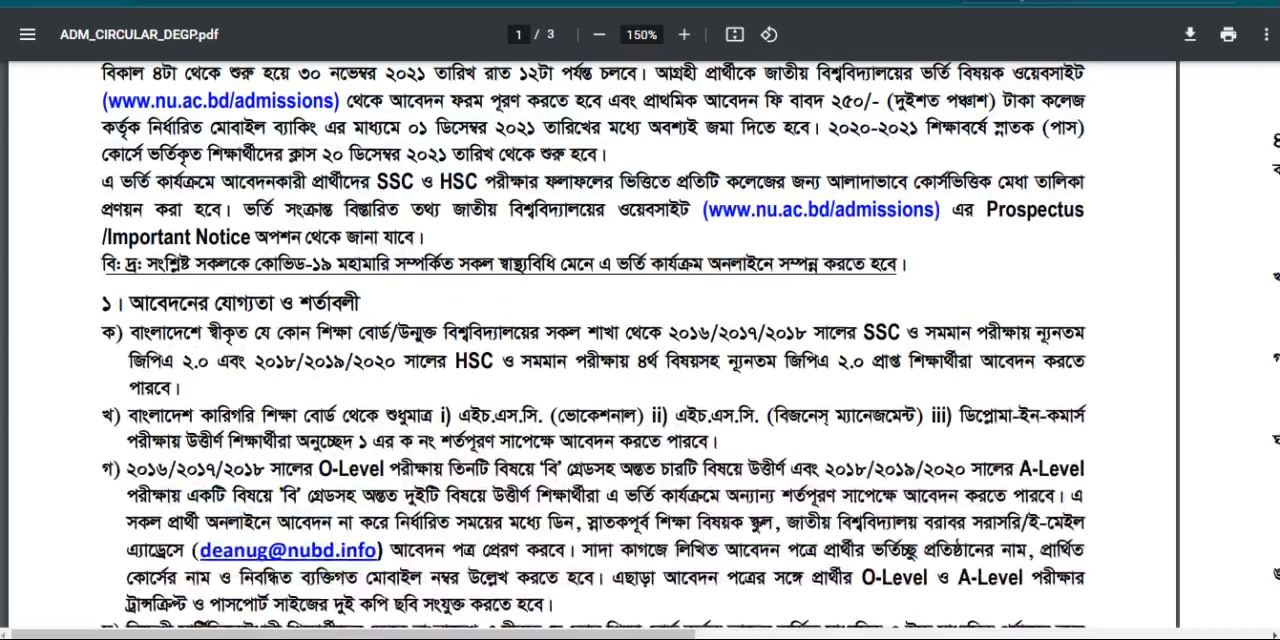 ADM_CIRCULAR_DEGP.pdf
1 / 3
150%
বিকাল ৪টা থেকে শুরু হয়ে ৩০ নভেম্বর ২০২১ তারিখ রাত ১২টা পর্যন্ত চলবে। আগ্রহী প্রার্থীকে জাতীয় বিশ্ববিদ্যালয়ের ভর্তি বিষয়ক ওয়েবসাইট
(www.nu.ac.bd/admissions) থেকে আবেদন ফরম পূরণ করতে হবে এবং প্রাথমিক আবেদন ফি বাবদ ২৫০/- (দুইশত পঞ্চাশ) টাকা কলেজ
কর্তৃক নির্ধারিত মোবাইল ব্যাকিং এর মাধ্যমে ০১ ডিসেম্বর ২০২১ তারিখের মধ্যে অবশ্যই জমা দিতে হবে। ২০২০-২০২১ শিক্ষাবর্ষে স্নাতক (পাস)
কোর্সে ভর্তিকৃত শিক্ষার্থীদের ক্লাস ২০ ডিসেম্বর ২০২১ তারিখ থেকে শুরু হবে।
এ ভর্তি কার্যক্রমে আবেদনকারী প্রার্থীদের SSC ও HSC পরীক্ষার ফলাফলের ভিত্তিতে প্রতিটি কলেজের জন্য আলাদাভাবে কোর্সভিত্তিক মেধা তালিকা
প্রণয়ন করা হবে। ভর্তি সংক্রান্ত বিস্তারিত তথ্য জাতীয় বিশ্ববিদ্যালয়ের ওয়েবসাইট (www.nu.ac.bd/admissions) এর Prospectus
/Important Notice অপশন থেকে জানা যাবে।
বি: দ্র: সংশ্লিষ্ট সকলকে কোভিড-১৯ মহামারি সম্পর্কিত সকল স্বাস্থ্যবিধি মেনে এ ভর্তি কার্যক্রম অনলাইনে সম্পন্ন করতে হবে।
১। আবেদনের যোগ্যতা ও শর্তাবলী
ক) বাংলাদেশে স্বীকৃত যে কোন শিক্ষা বোর্ড/উন্মুক্ত বিশ্ববিদ্যালয়ের সকল শাখা থেকে ২০১৬/২০১৭/২০১৮ সালের SSC ও সমমান পরীক্ষায় ন্যূনতম
জিপিএ ২.০ এবং ২০১৮/২০১৯/২০২০ সালের HSC ও সমমান পরীক্ষায় ৪র্থ বিষয়সহ ন্যূনতম জিপিএ ২.০ প্রাপ্ত শিক্ষার্থীরা আবেদন করতে
পারবে।
খ) বাংলাদেশ কারিগরি শিক্ষা বোর্ড থেকে শুধুমাত্র i) এইচ.এস.সি. (ভোকেশনাল) ii) এইচ.এস.সি. (বিজনেস্ ম্যানেজমেন্ট) iii) ডিপ্লোমা-ইন-কমার্স
পরীক্ষায় উত্তীর্ণ শিক্ষার্থীরা অনুচ্ছেদ ১ এর ক নং শর্তপূরণ সাপেক্ষে আবেদন করতে পারবে।
গ) ২০১৬/২০১৭/২০১৮ সালের O-Level পরীক্ষায় তিনটি বিষয়ে 'বি' গ্রেডসহ অন্তত চারটি বিষয়ে উত্তীর্ণ এবং ২০১৮/২০১৯/২০২০ সালের A-Level
পরীক্ষায় একটি বিষয়ে 'বি' গ্রেডসহ অন্তত দুইটি বিষয়ে উত্তীর্ণ শিক্ষার্থীরা এ ভর্তি কার্যক্রমে অন্যান্য শর্তপূরণ সাপেক্ষে আবেদন করতে পারবে। এ
সকল প্রার্থী অনলাইনে আবেদন না করে নির্ধারিত সময়ের মধ্যে ডিন, স্নাতকপূর্ব শিক্ষা বিষয়ক স্কুল, জাতীয় বিশ্ববিদ্যালয় বরাবর সরাসরি/ই-মেইল
এ্যাড্রেসে (deanug@nubd.info) আবেদন পত্র প্রেরণ করবে। সাদা কাগজে লিখিত আবেদন পত্রে প্রার্থীর ভর্তিচ্ছু প্রতিষ্ঠানের নাম, প্রার্থিত
কোর্সের নাম ও নিবন্ধিত ব্যক্তিগত মোবাইল নম্বর উল্লেখ করতে হবে। এছাড়া আবেদন পত্রের সঙ্গে প্রার্থীর O-Level ও A-Level পরীক্ষার
ট্রান্সক্রিপ্ট ও পাসপোর্ট সাইজের দুই কপি ছবি সংযুক্ত করতে হবে।